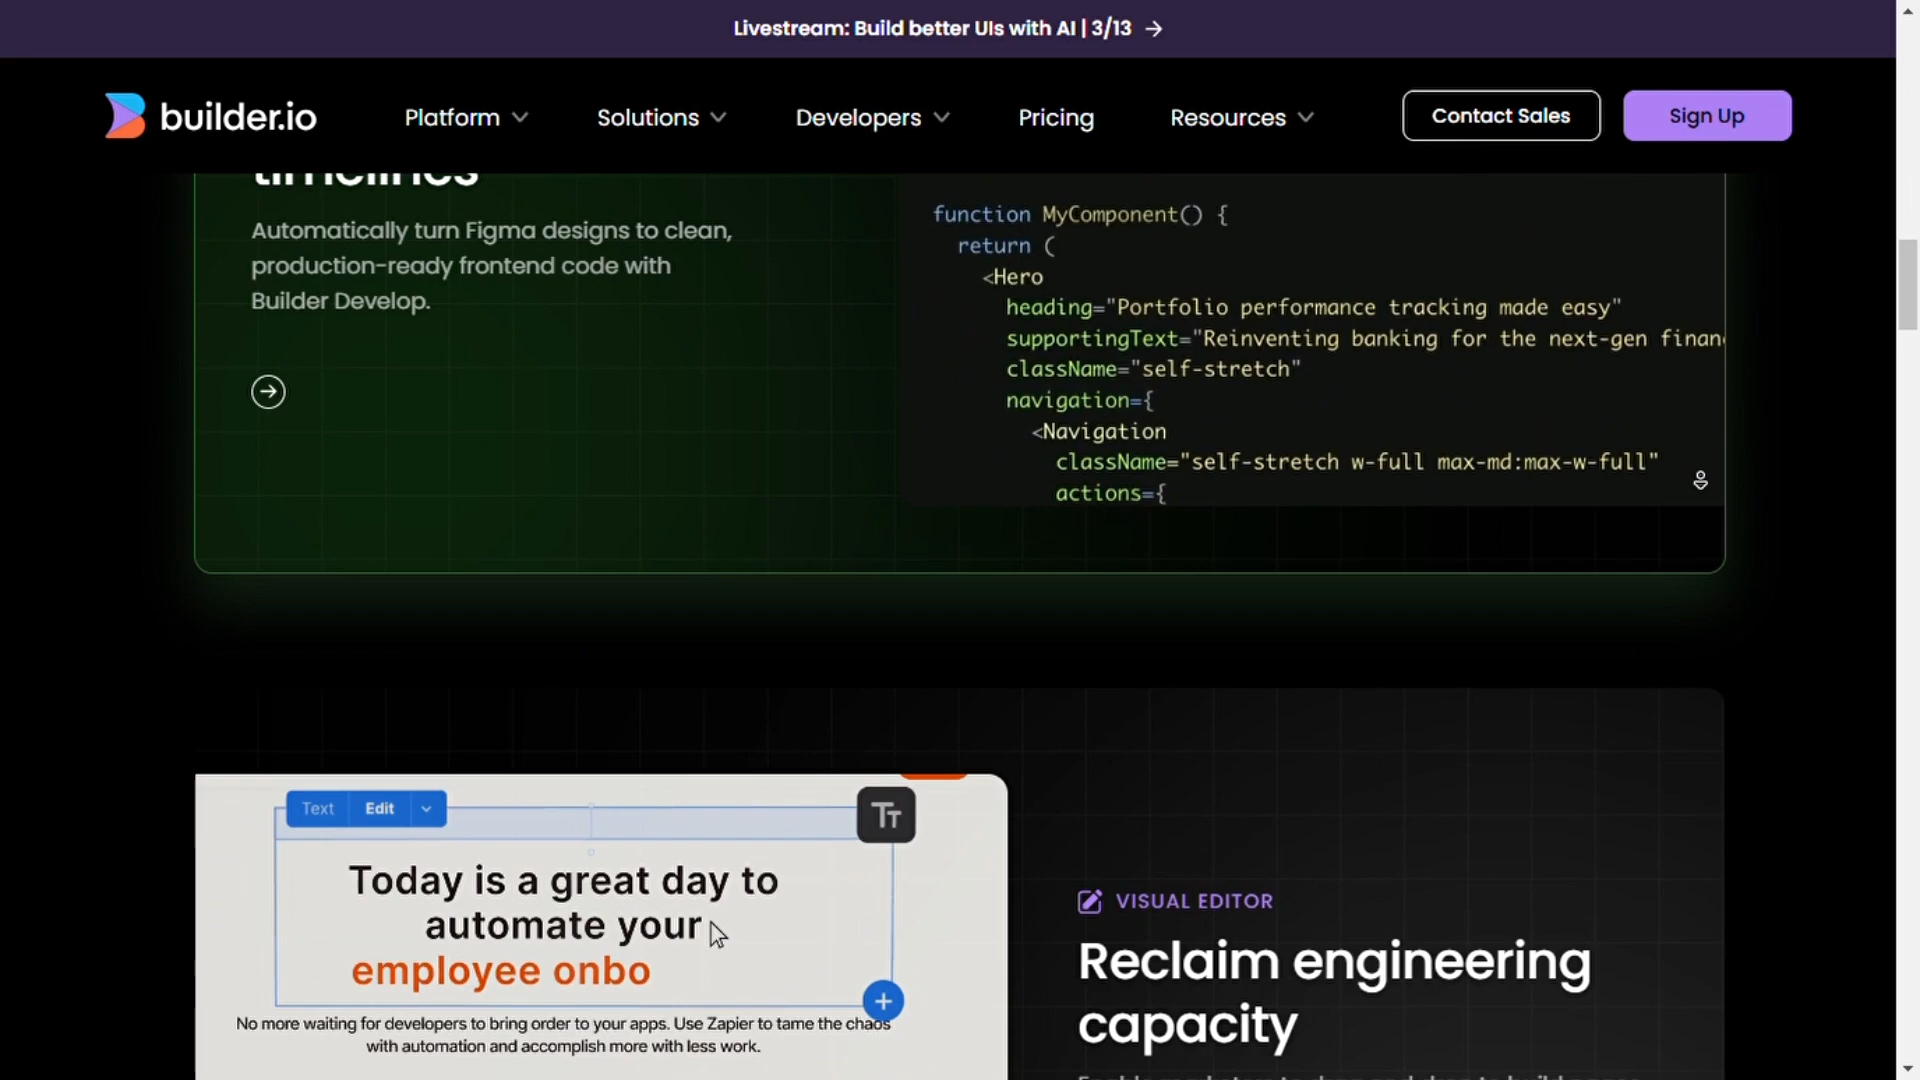 Livestream: Build better UIs with AI | 3/13 →
builder.io
Platform
Solutions
Developers
Pricing
Resources
Contact Sales
Sign Up
timelines
Automatically turn Figma designs to clean,
production-ready frontend code with
Builder Develop.
function MyComponent() {
return (
<Hero
heading="Portfolio performance tracking made easy"
supportingText="Reinventing banking for the next-gen finan
className="self-stretch"
navigation={
<Navigation
className="self-stretch w-full max-md:max-w-full"
actions={
Text Edit
Tт
Today is a great day to
automate your
employee onbo
No more waiting for developers to bring order to your apps. Use Zapier to tame the chaos
with automation and accomplish more with less work.
VISUAL EDITOR
Reclaim engineering
capacity